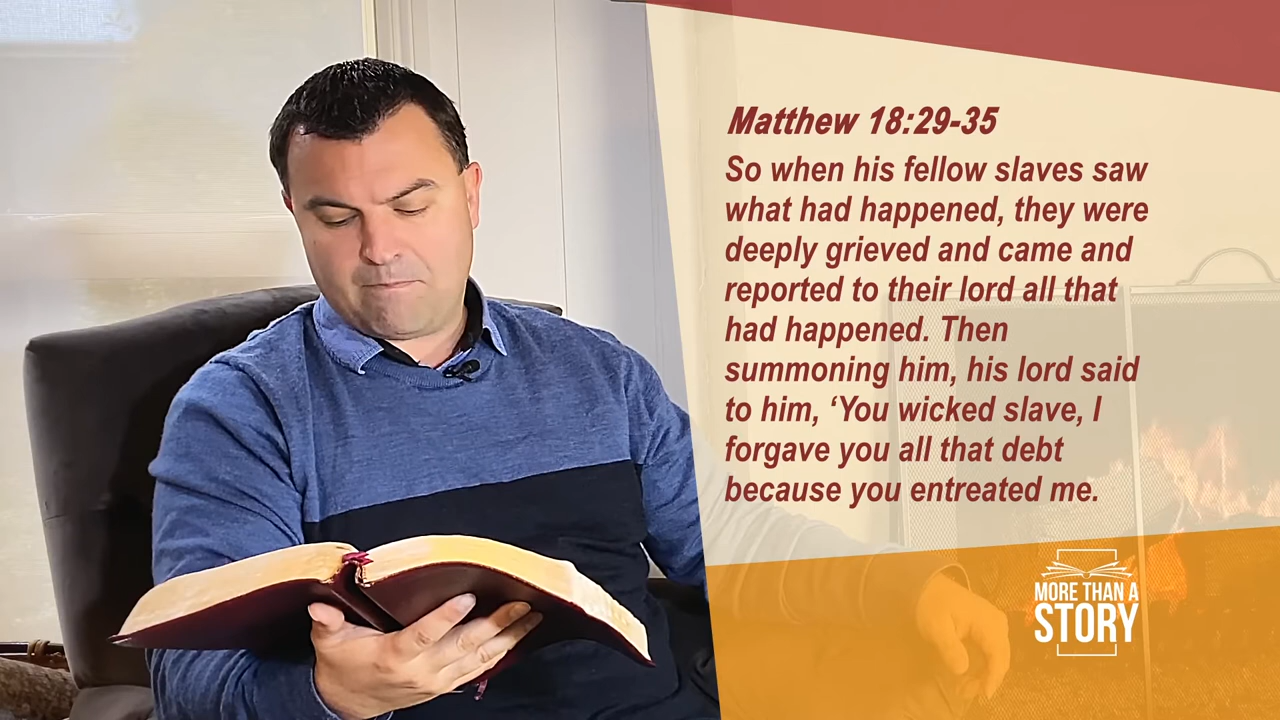 Matthew 18:29-35
So when his fellow slaves saw
what had happened, they were
deeply grieved and came and
reported to their lord all that
had happened. Then
summoning him, his lord said
to him, ‘You wicked slave, I
forgave you all that debt
because you entreated me.
MORE THAN A
STORY